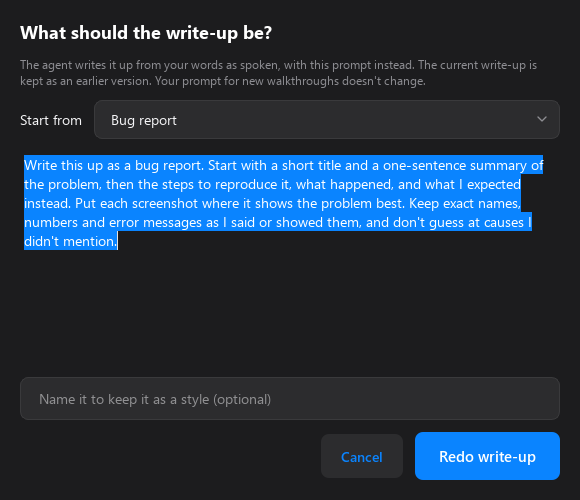 What should the write-up be?
The agent writes it up from your words as spoken, with this prompt instead. The current write-up is
kept as an earlier version. Your prompt for new walkthroughs doesn't change.
Start from
Bug report
Write this up as a bug report. Start with a short title and a one-sentence summary of
the problem, then the steps to reproduce it, what happened, and what I expected
instead. Put each screenshot where it shows the problem best. Keep exact names,
numbers and error messages as I said or showed them, and don't guess at causes I
didn't mention.
Name it to keep it as a style (optional)
Cancel
Redo write-up